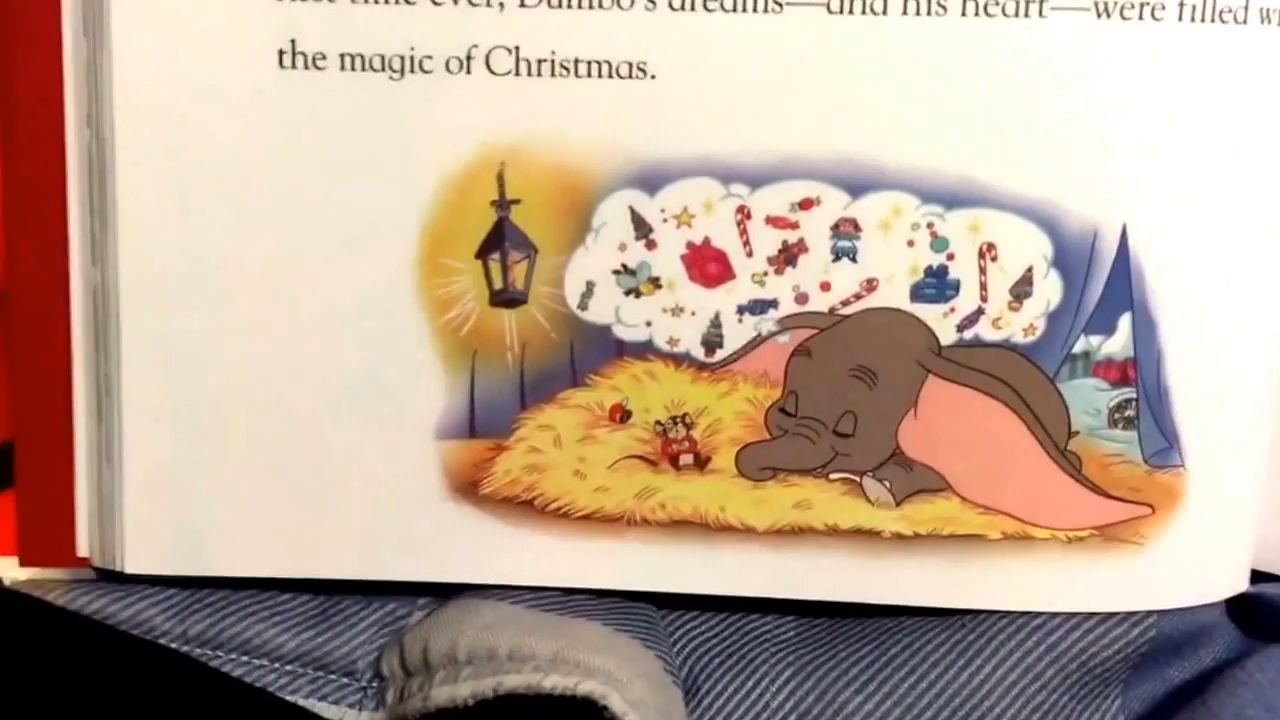 time ever, Dumbo's dreams—and his heart—were filled
the magic of Christmas.